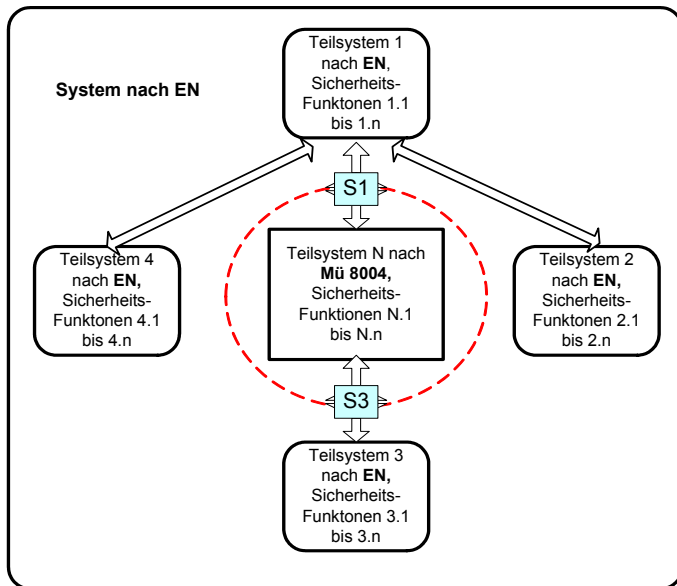 Teilsystem 1
nach EN,
Sicherheits-
Funktonen 1.1
bis 1.n
System nach EN
S1
Teilsystem 4
nach EN,
Sicherheits-
Funktonen 4.1
bis 4.n
Teilsystem N nach
Mü 8004,
Sicherheits-
Funktionen N.1
bis N.n
Teilsystem 2
nach EN,
Sicherheits-
Funktonen 2.1
bis 2.n
S3
Teilsystem 3
nach EN,
Sicherheits-
Funktonen 3.1
bis 3.n